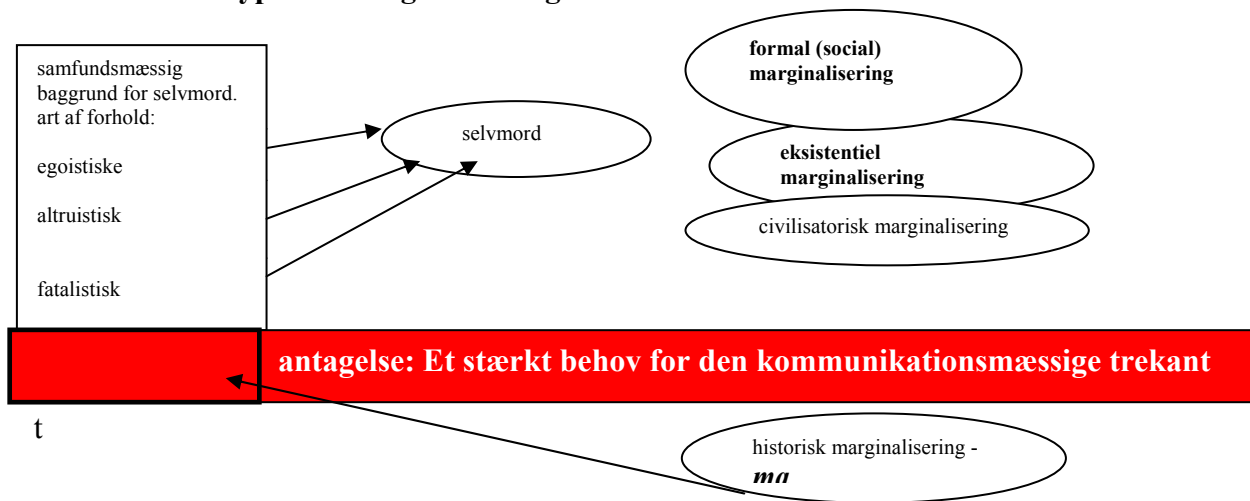 samfundsmæssig
baggrund for selvmord.
art af forhold:
egoistiske
altruistisk
fatalistisk
selvmord
formal (social)
marginalisering
eksistentiel
marginalisering
civilisatorisk marginalisering
antagelse: Et stærkt behov for den kommunikationsmæssige trekant
t
historisk marginalisering -